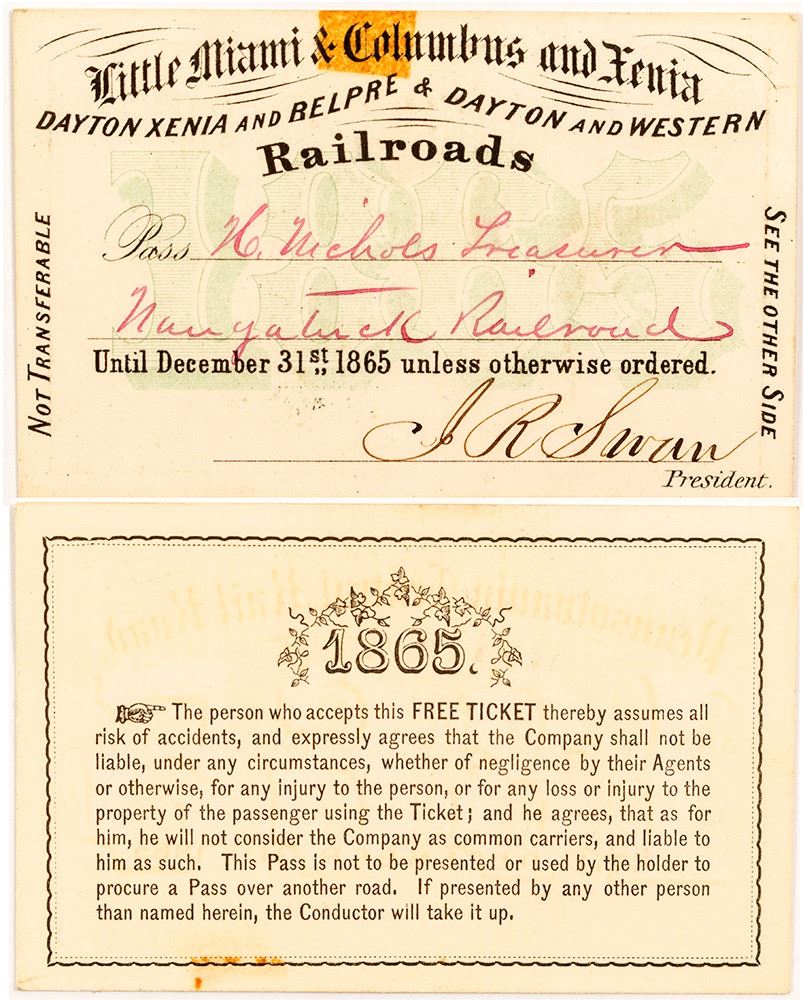 Little Miami & Columbus and Xenia
DAYTON XENIA AND BELPRE & DAYTON AND WESTERN
Railroads
NOT TRANSFERABLE
SEE THE OTHER SIDE
Pass H. Nichols Treasurer
Naugatuck Railroad
Until December 31st 1865 unless otherwise ordered.
J R Swan
President.
1865.
☞ The person who accepts this FREE TICKET thereby assumes all
risk of accidents, and expressly agrees that the Company shall not be
liable, under any circumstances, whether of negligence by their Agents
or otherwise, for any injury to the person, or for any loss or injury to the
property of the passenger using the Ticket; and he agrees, that as for
him, he will not consider the Company as common carriers, and liable to
him as such. This Pass is not to be presented or used by the holder to
procure a Pass over another road. If presented by any other person
than named herein, the Conductor will take it up.